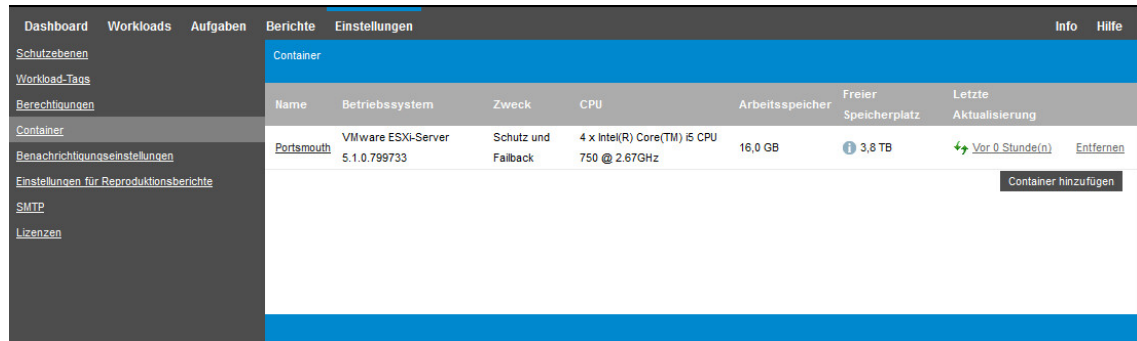 Dashboard Workloads Aufgaben Berichte Einstellungen Info Hilfe
Schutzebenen
Workload-Tags
Berechtigungen
Container
Benachrichtigungseinstellungen
Einstellungen für Reproduktionsberichte
SMTP
Lizenzen
Container
Name Betriebssystem Zweck CPU Arbeitsspeicher Freier Speicherplatz Letzte Aktualisierung
Portsmouth VMware ESXi-Server 5.1.0.799733 Schutz und Failback 4 x Intel(R) Core(TM) i5 CPU 750 @ 2.67GHz 16,0 GB 3,8 TB Vor 0 Stunde(n) Entfernen
Container hinzufügen